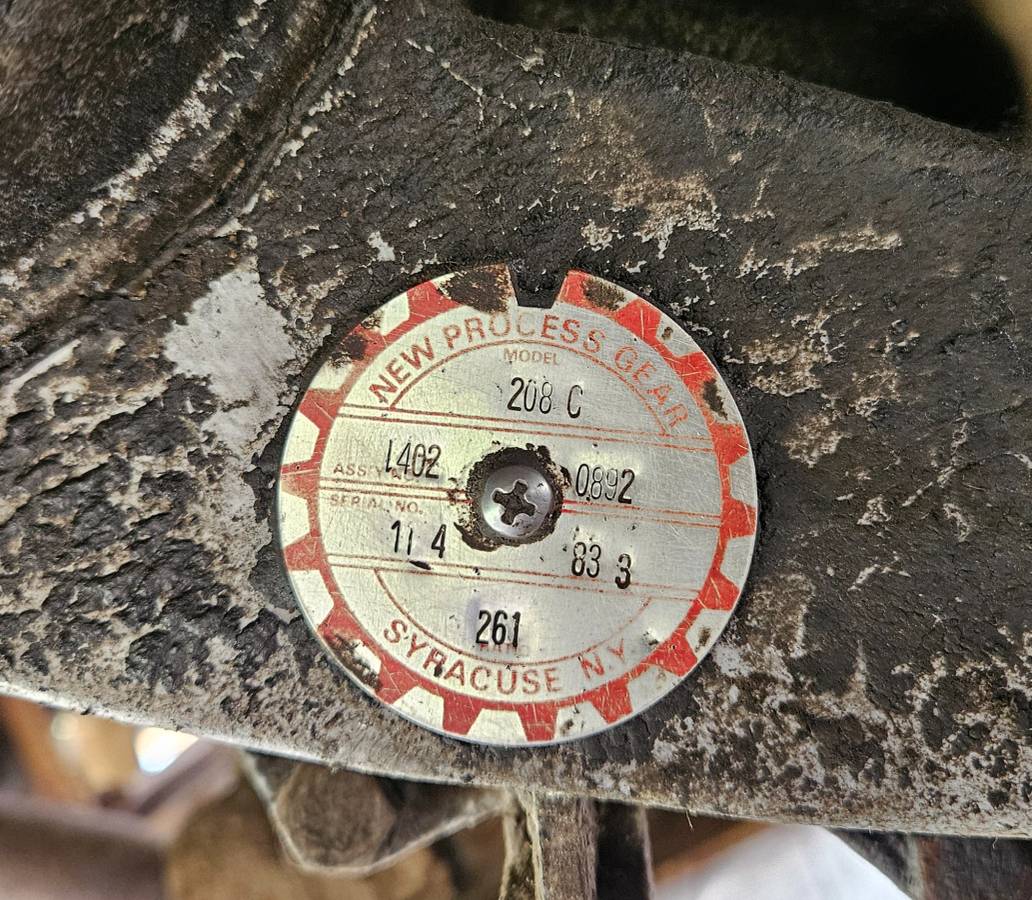 NEW PROCESS GEAR
MODEL
208 C
1402 0892
SERIAL NO.
11 4 83 3
261
SYRACUSE N.Y.